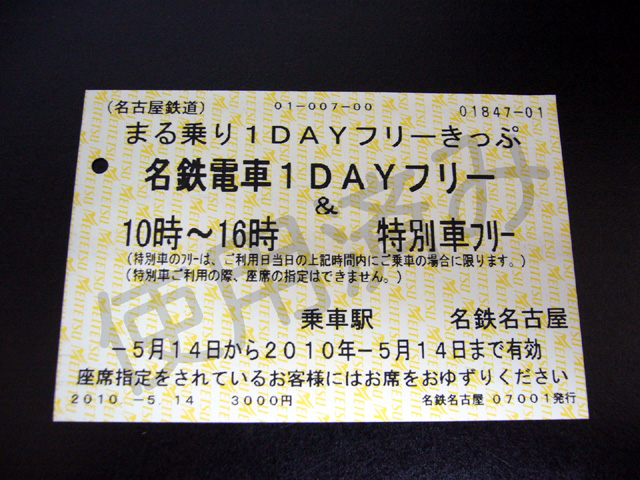 (名古屋鉄道) 01-007-00 01847-01
まる乗り1DAYフリーきっぷ
名鉄電車1DAYフリー
&
10時～16時 特別車フリー
(特別車のフリーは、ご利用日当日の上記時間内にご乗車の場合に限ります。)
(特別車ご利用の際、座席の指定はできません。)
乗車駅 名鉄名古屋
-5月14日から2010年-5月14日まで有効
座席指定をされているお客様にはお席をおゆずりください
2010.-5.14 3000円 名鉄名古屋 07001発行
使用済み